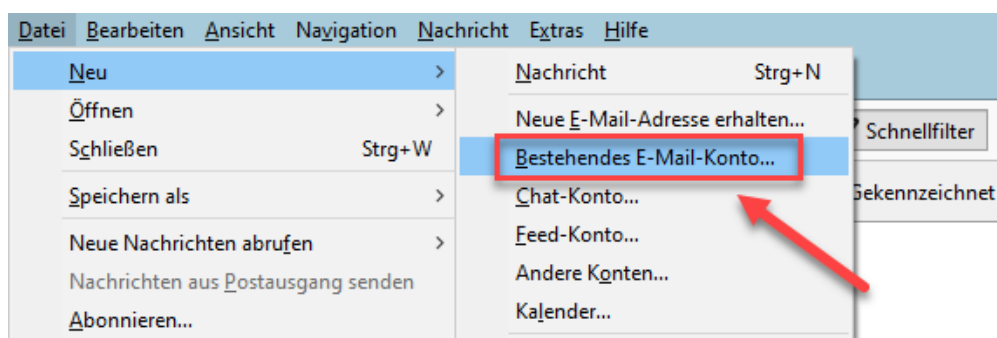 Datei Bearbeiten Ansicht Navigation Nachricht Extras Hilfe
Neu >
Öffnen >
Schließen Strg+W
Speichern als >
Neue Nachrichten abrufen >
Nachrichten aus Postausgang senden
Abonnieren...
Nachricht Strg+N
Neue E-Mail-Adresse erhalten...
Bestehendes E-Mail-Konto...
Chat-Konto...
Feed-Konto...
Andere Konten...
Kalender...
Schnellfilter